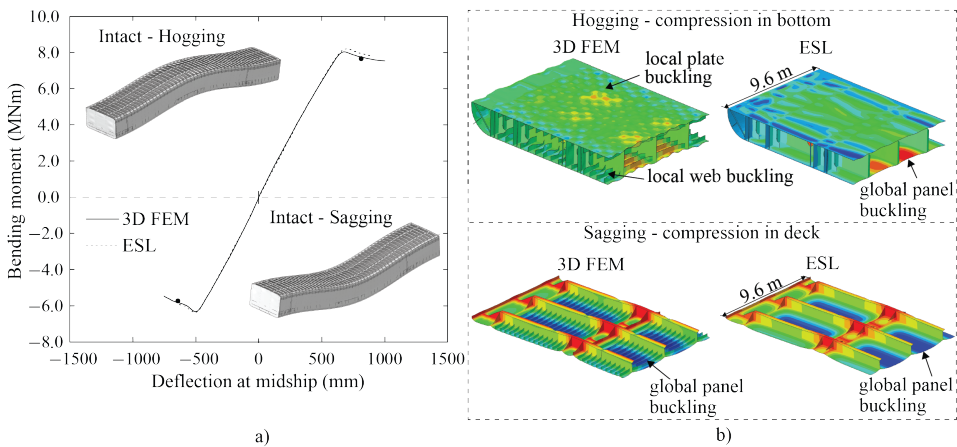 a)
Intact - Hogging
Bending moment (MNm)
10.0
8.0
6.0
4.0
2.0
0.0
−2.0
−4.0
−6.0
−8.0
3D FEM
ESL
Intact - Sagging
−1500
−1000
−500
0
500
1000
1500
Deflection at midship (mm)
a)
Hogging - compression in bottom
3D FEM
ESL
local plate
buckling
9.6 m
local web buckling
global panel
buckling
Sagging - compression in deck
3D FEM
ESL
9.6 m
global panel
buckling
global panel
buckling
b)